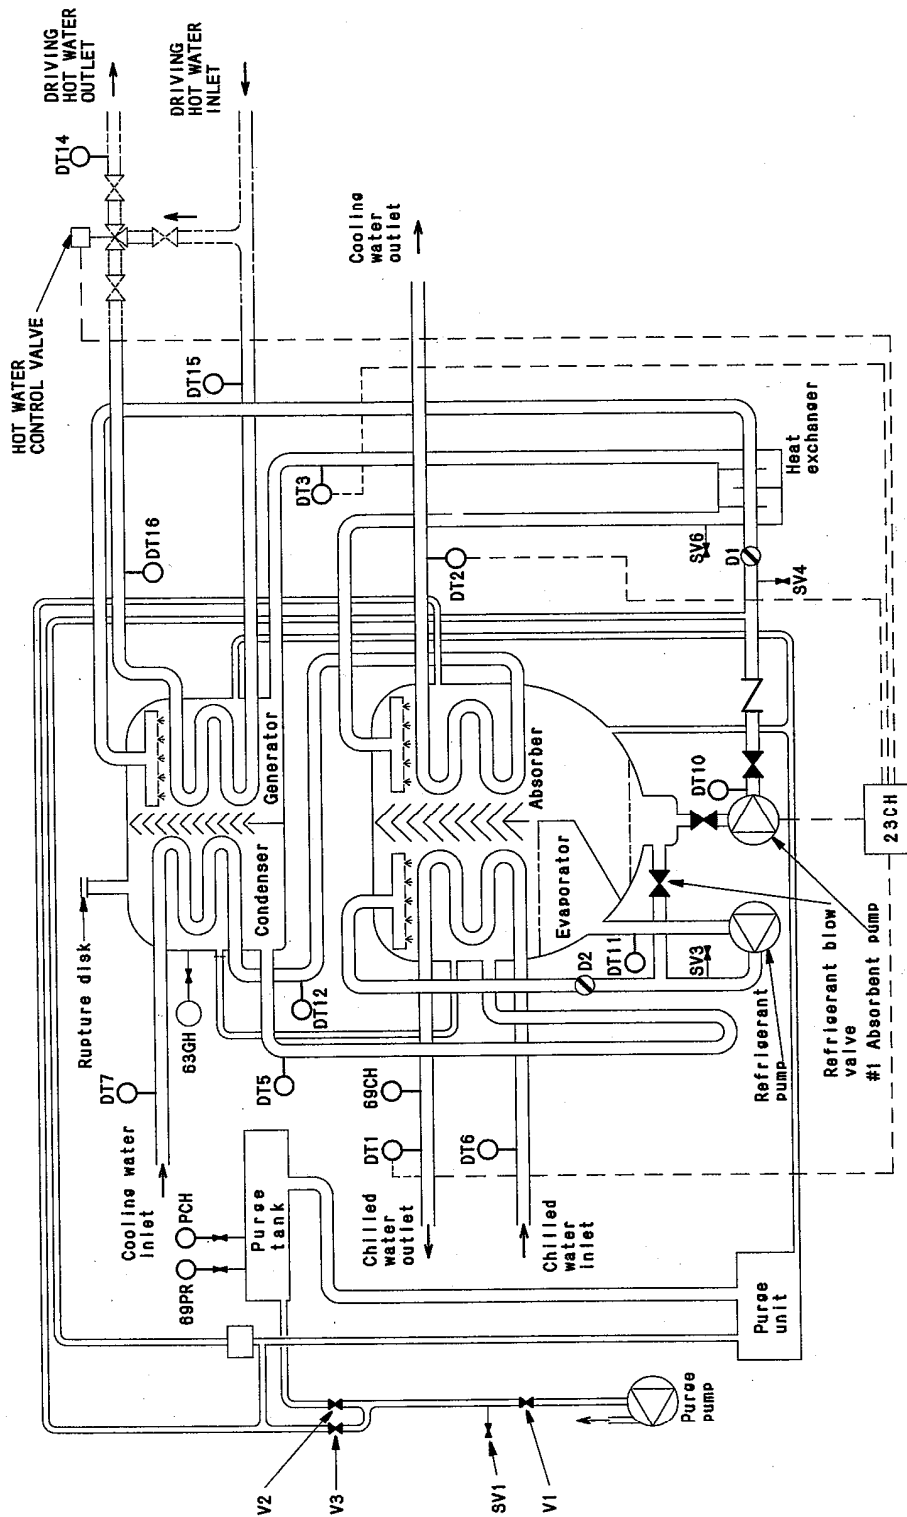 DRIVING
HOT WATER
OUTLET
DRIVING
HOT WATER
INLET
DT14
HOT WATER
CONTROL VALVE
Cooling
water
outlet
DT15
DT16
DT3
DT2
Heat
exchanger
SV6
D1
SV4
Rupture disk
Condenser
Generator
Absorber
Evaporator
DT10
23CH
DT7
63GH
DT12
DT5
D2
DT11
SV3
Refrigerant
pump
Refrigerant blow
valve
#1 Absorbent pump
Cooling water
inlet
PCH
69PR
Purge
tank
69CH
DT1
DT6
Chilled
water
outlet
Chilled
water
inlet
Purge
unit
Purge
pump
V2
V3
SV1
V1